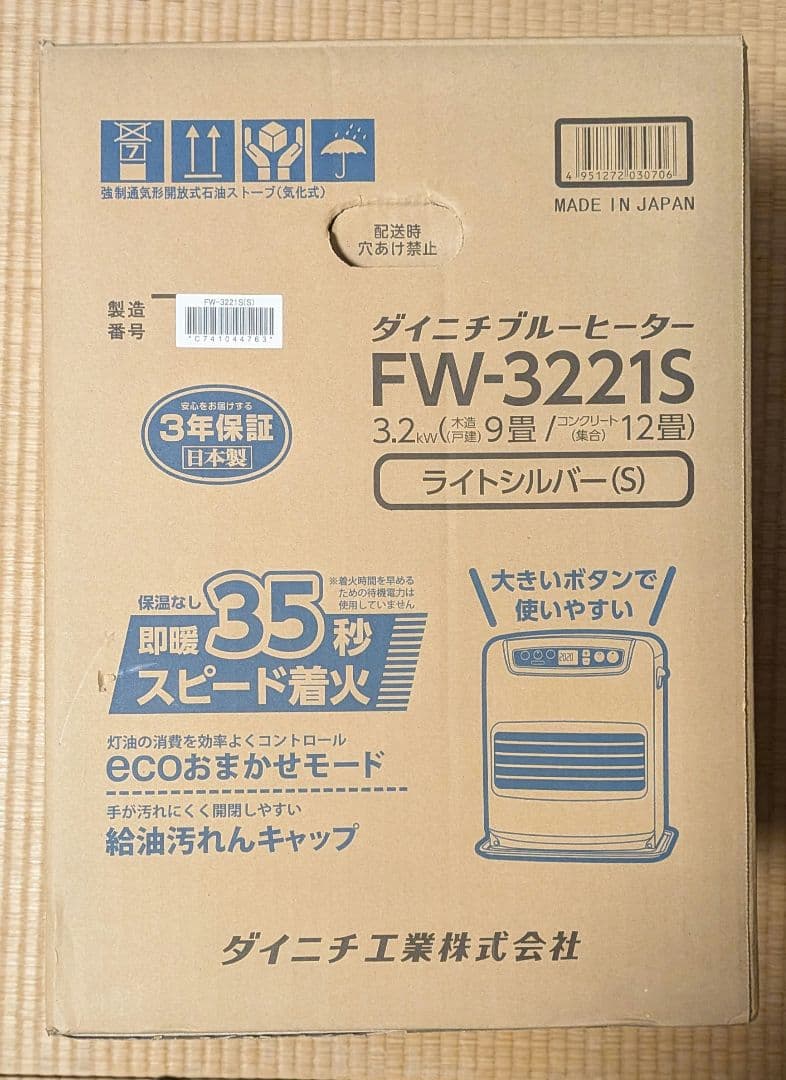 7
強制通気形開放式石油ストーブ(気化式)
4 951272 030706
MADE IN JAPAN
配送時
穴あけ禁止
製造
番号
FW-3221S(S)
*C741044763*
ダイニチブルーヒーター
FW-3221S
3.2kW(木造(戸建)9畳/コンクリート(集合)12畳)
ライトシルバー(S)
安心をお届けする
3年保証
日本製
保温なし
※着火時間を早める
ための待機電力は
使用していません
即暖35秒
スピード着火
大きいボタンで
使いやすい
2020
灯油の消費を効率よくコントロール
ecoおまかせモード
手が汚れにくく開閉しやすい
給油汚れんキャップ
ダイニチ工業株式会社